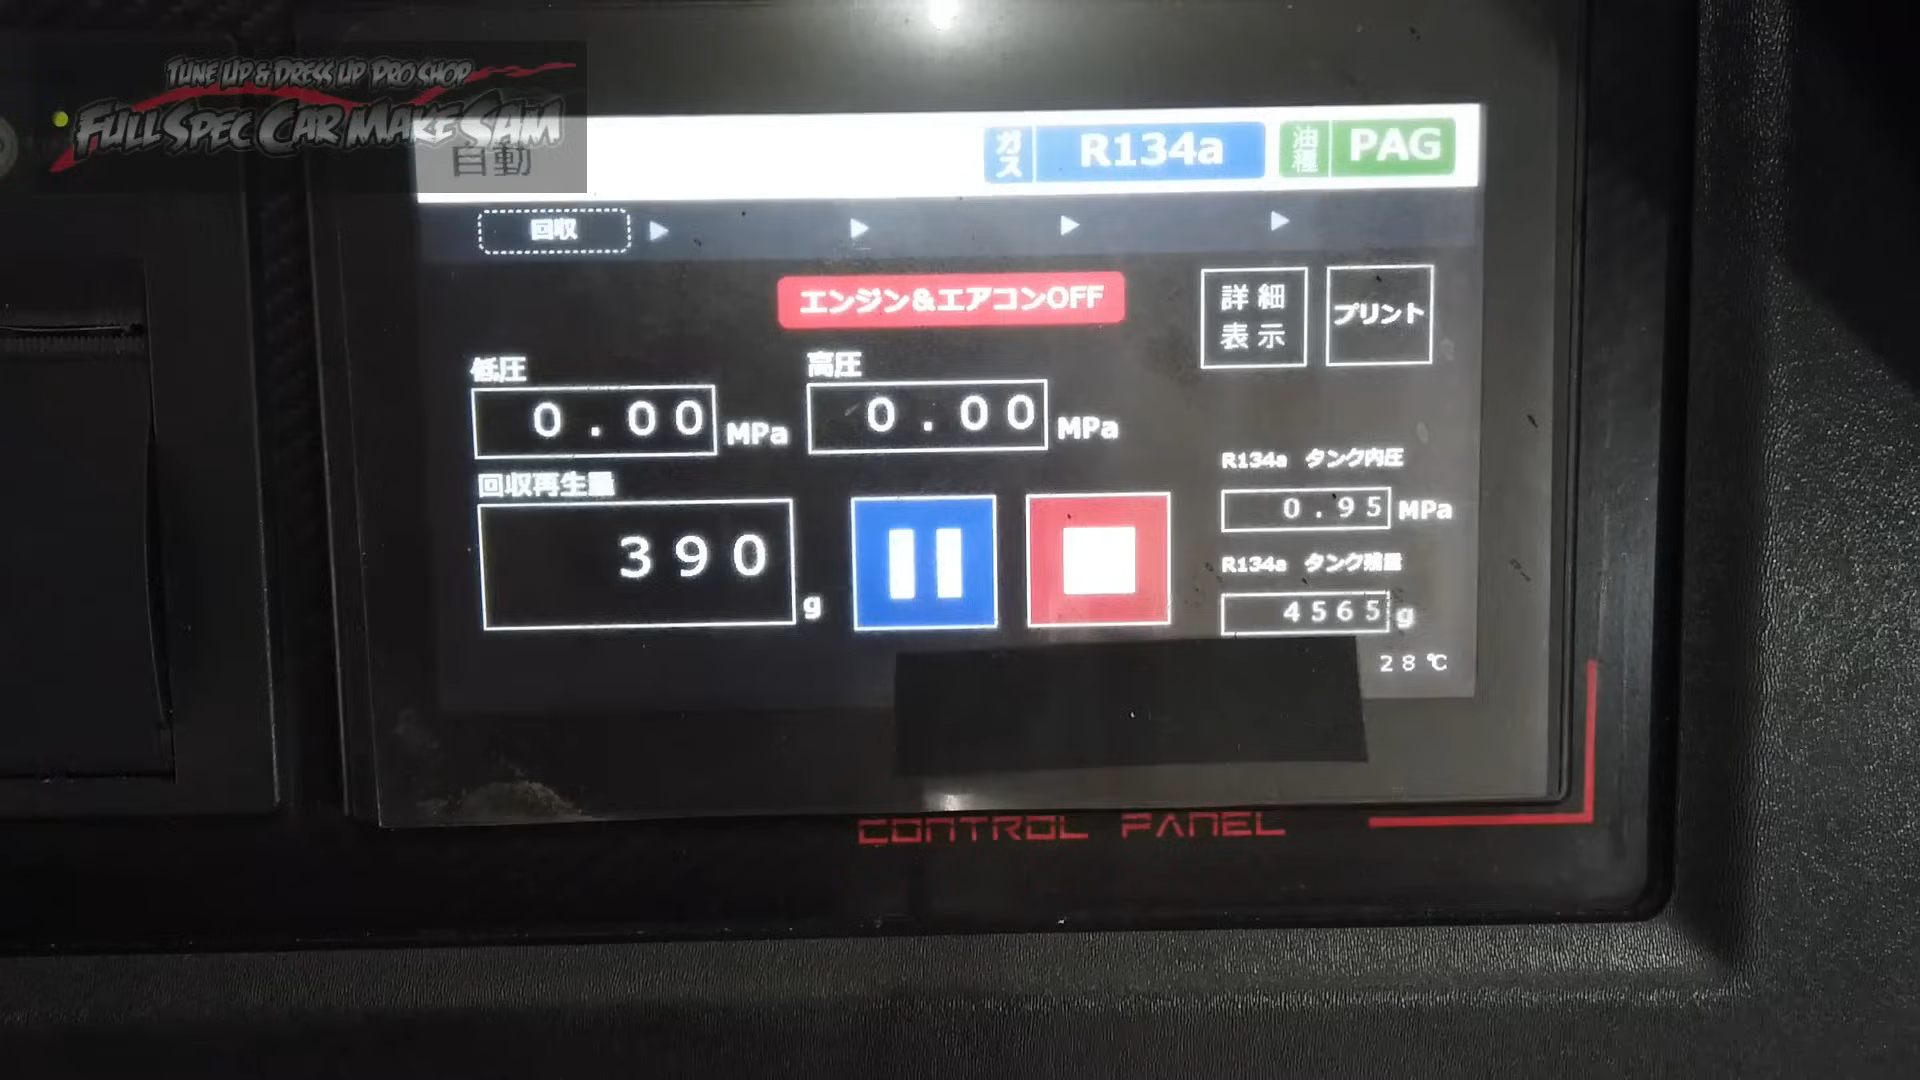 TUNE UP & DRESS UP PRO SHOP
FULL SPEC CAR MAKE SAM
自動
ガス R134a 油種 PAG
回収
エンジン&エアコンOFF
詳細表示
プリント
低圧
0.00 MPa
高圧
0.00 MPa
回収再生量
390 g
R134a タンク内圧
0.95 MPa
R134a タンク残量
4565 g
28℃
CONTROL PANEL